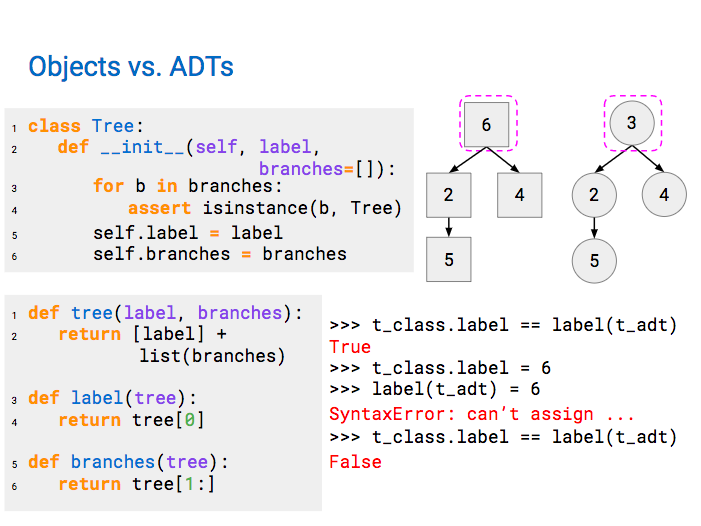 Objects vs. ADTs
1 class Tree:
2 def __init__(self, label,
branches=[]):
3 for b in branches:
4 assert isinstance(b, Tree)
5 self.label = label
6 self.branches = branches
6
2 4
5
3
2 4
5
1 def tree(label, branches):
2 return [label] +
list(branches)
3 def label(tree):
4 return tree[0]
5 def branches(tree):
6 return tree[1:]
>>> t_class.label == label(t_adt)
True
>>> t_class.label = 6
>>> label(t_adt) = 6
SyntaxError: can’t assign ...
>>> t_class.label == label(t_adt)
False